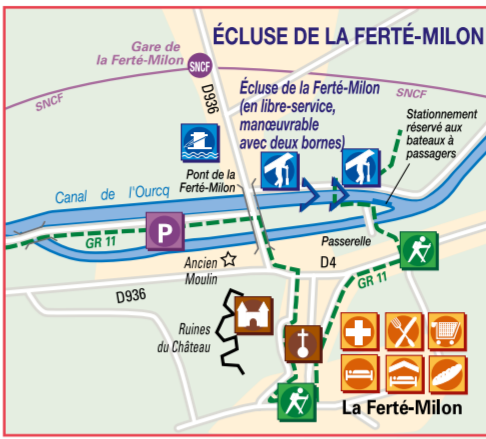 ÉCLUSE DE LA FERTÉ-MILON
Gare de
la Ferté-Milon
SNCF
SNCF
SNCF
D936
Écluse de la Ferté-Milon
(en libre-service,
manœuvrable
avec deux bornes)
Stationnement
réservé aux
bateaux à
passagers
Pont de la
Ferté-Milon
Canal de l'Ourcq
P
GR 11
Passerelle
Ancien
Moulin
D4
GR 11
D936
Ruines
du Château
La Ferté-Milon